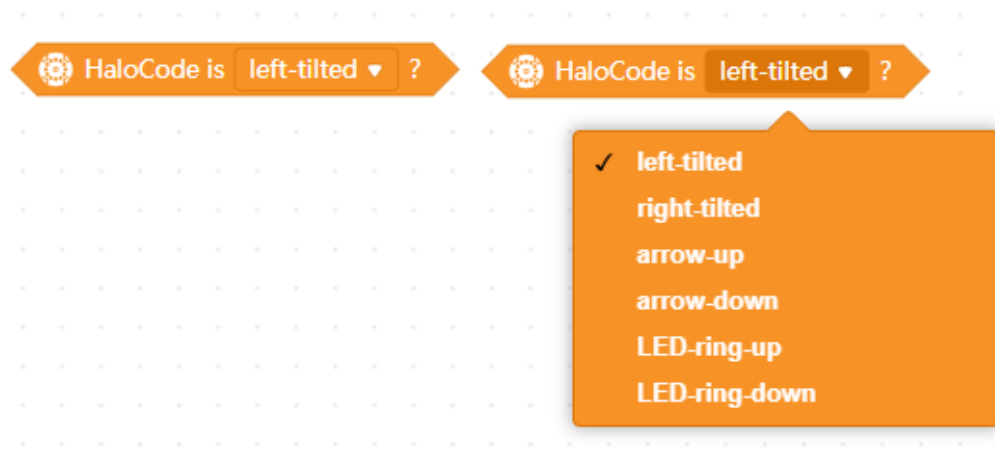 HaloCode is left-tilted ▼ ?
HaloCode is left-tilted ▼ ?
✓ left-tilted
right-tilted
arrow-up
arrow-down
LED-ring-up
LED-ring-down